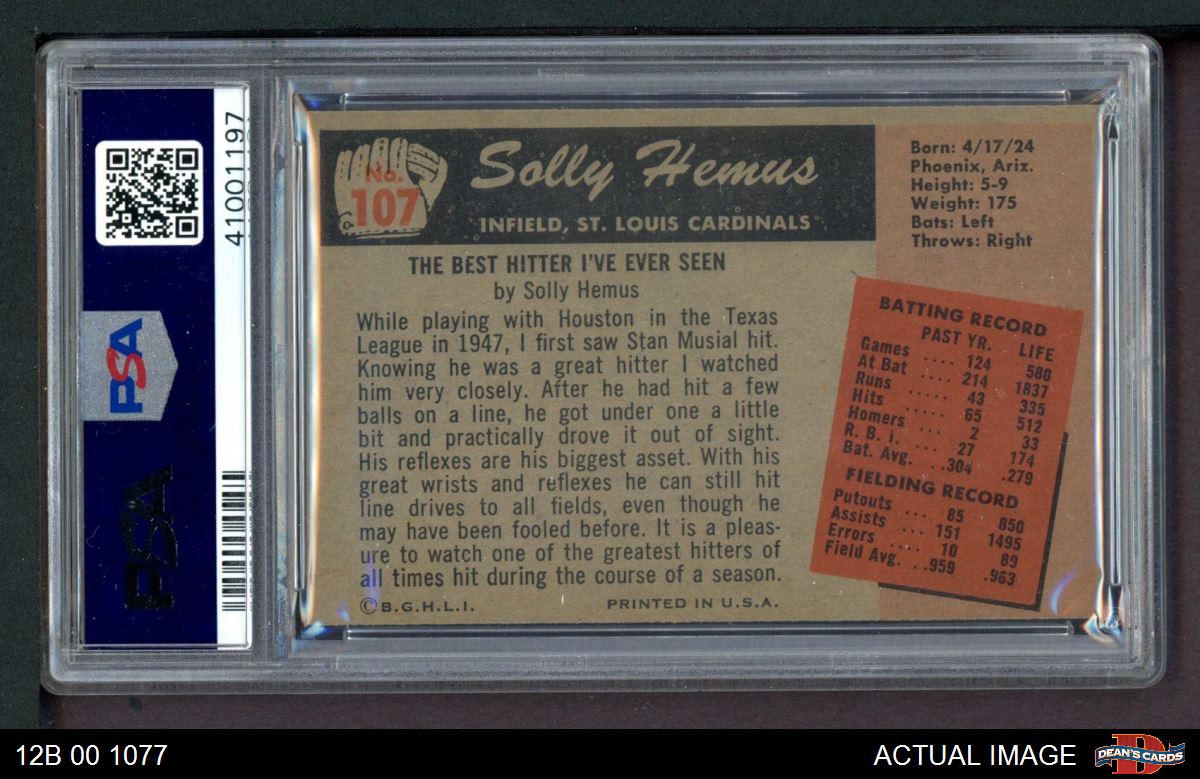 41001197
PSA
PSA
No.
107
Solly Hemus
INFIELD, ST. LOUIS CARDINALS
Born: 4/17/24
Phoenix, Ariz.
Height: 5-9
Weight: 175
Bats: Left
Throws: Right
THE BEST HITTER I'VE EVER SEEN
by Solly Hemus
While playing with Houston in the Texas
League in 1947, I first saw Stan Musial hit.
Knowing he was a great hitter I watched
him very closely. After he had hit a few
balls on a line, he got under one a little
bit and practically drove it out of sight.
His reflexes are his biggest asset. With his
great wrists and reflexes he can still hit
line drives to all fields, even though he
may have been fooled before. It is a pleas-
ure to watch one of the greatest hitters of
all times hit during the course of a season.
©B.G.H.L.I. PRINTED IN U.S.A.
BATTING RECORD
PAST YR. LIFE
Games .... 124 580
At Bat .... 214 1837
Runs .... 43 335
Hits .... 65 512
Homers ... 2 33
R. B. i. .... 27 174
Bat. Avg. .304 .279
FIELDING RECORD
Putouts ... 85 850
Assists ... 151 1495
Errors .... 10 89
Field Avg. ..959 .963
12B 00 1077
ACTUAL IMAGE
D
DEAN'S CARDS